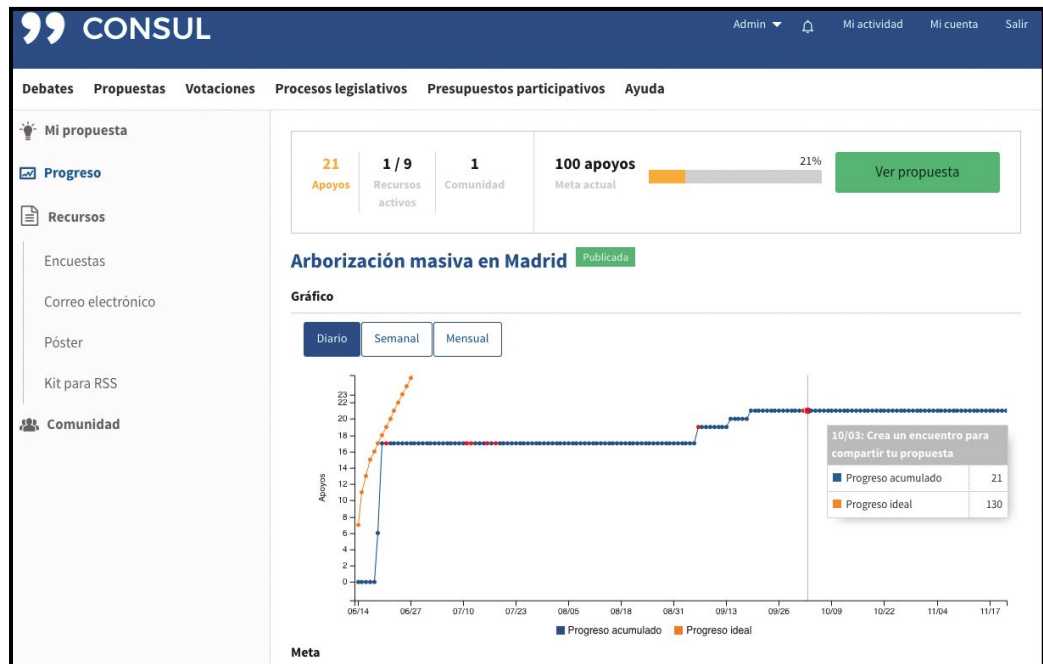 CONSUL
Admin Mi actividad Mi cuenta Salir
Debates Propuestas Votaciones Procesos legislativos Presupuestos participativos Ayuda
Mi propuesta
Progreso
Recursos
Encuestas
Correo electrónico
Póster
Kit para RSS
Comunidad
21 1 / 9 1 100 apoyos 21% Ver propuesta
Apoyos Recursos Comunidad Meta actual
activos
Arborización masiva en Madrid Publicada
Gráfico
Diario Semanal Mensual
23
22
20
18
16
14
12
10
8
6
4
2
0
Apoyos
10/03: Crea un encuentro para
compartir tu propuesta
Progreso acumulado 21
Progreso ideal 130
06/14 06/27 07/10 07/23 08/05 08/18 08/31 09/13 09/26 10/09 10/22 11/04 11/17
Progreso acumulado Progreso ideal
Meta